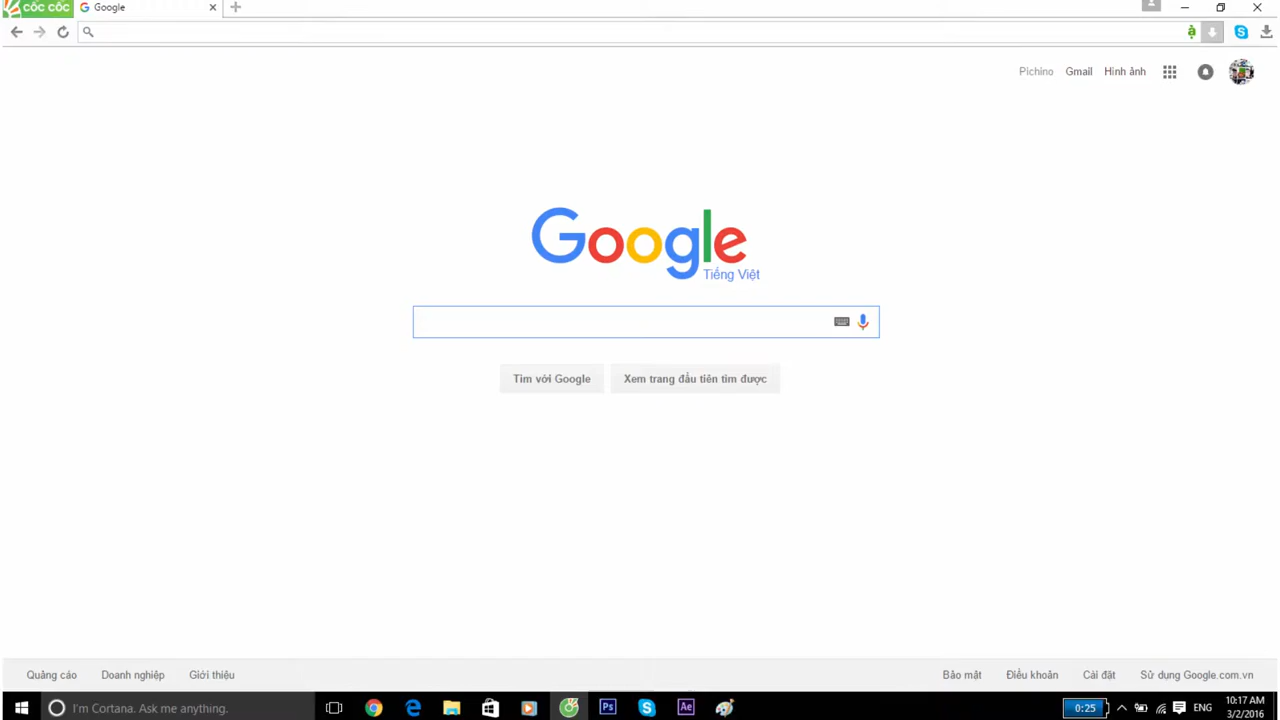 cốc cốc
Google
Pichino Gmail Hình ảnh
Google
Tiếng Việt
Tìm với Google Xem trang đầu tiên tìm được
Quảng cáo Doanh nghiệp Giới thiệu Bảo mật Điều khoản Cài đặt Sử dụng Google.com.vn
I'm Cortana. Ask me anything. Ps Ae 0:25 ENG 10:17 AM
3/2/2016